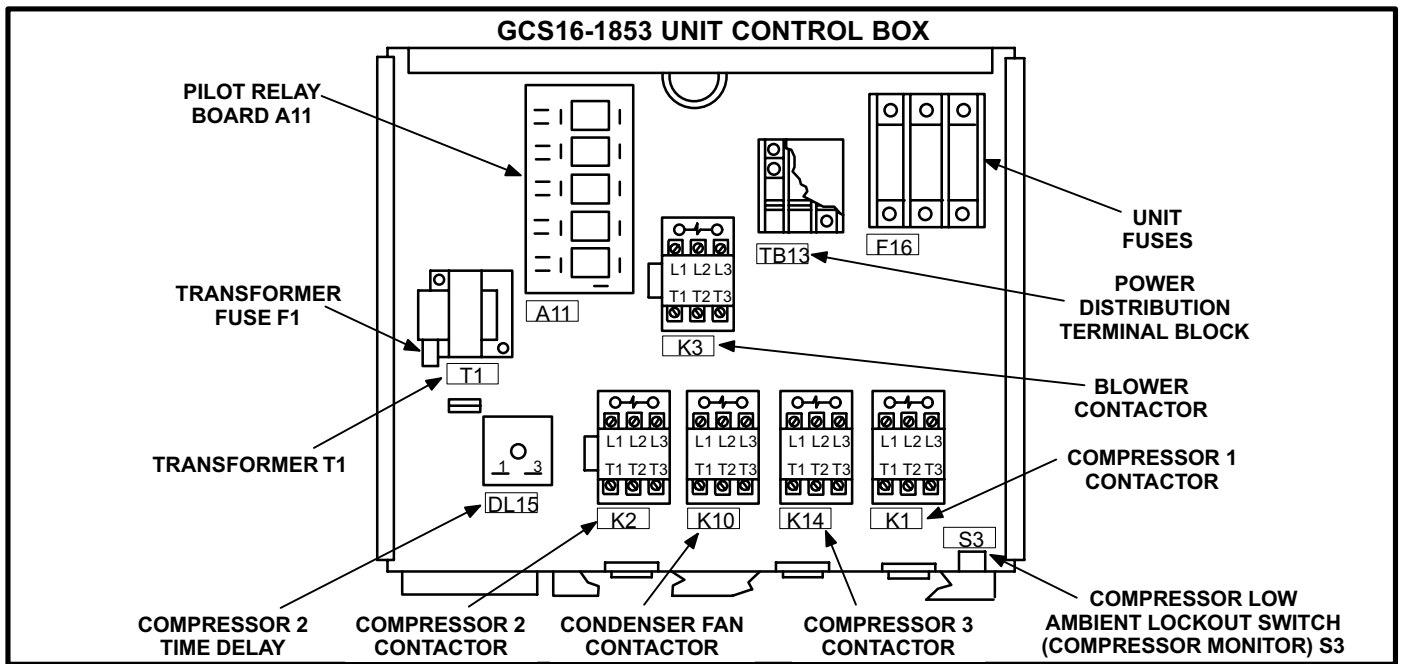 GCS16-1853 UNIT CONTROL BOX
PILOT RELAY
BOARD A11
UNIT
FUSES
F16
TB13
L1 L2 L3
T1 T2 T3
K3
A11
TRANSFORMER
FUSE F1
POWER
DISTRIBUTION
TERMINAL BLOCK
T1
BLOWER
CONTACTOR
TRANSFORMER T1
1 3
DL15
L1 L2 L3
T1 T2 T3
K2
L1 L2 L3
T1 T2 T3
K10
L1 L2 L3
T1 T2 T3
K14
L1 L2 L3
T1 T2 T3
K1
COMPRESSOR 1
CONTACTOR
S3
COMPRESSOR 2
TIME DELAY
COMPRESSOR 2
CONTACTOR
CONDENSER FAN
CONTACTOR
COMPRESSOR 3
CONTACTOR
COMPRESSOR LOW
AMBIENT LOCKOUT SWITCH
(COMPRESSOR MONITOR) S3